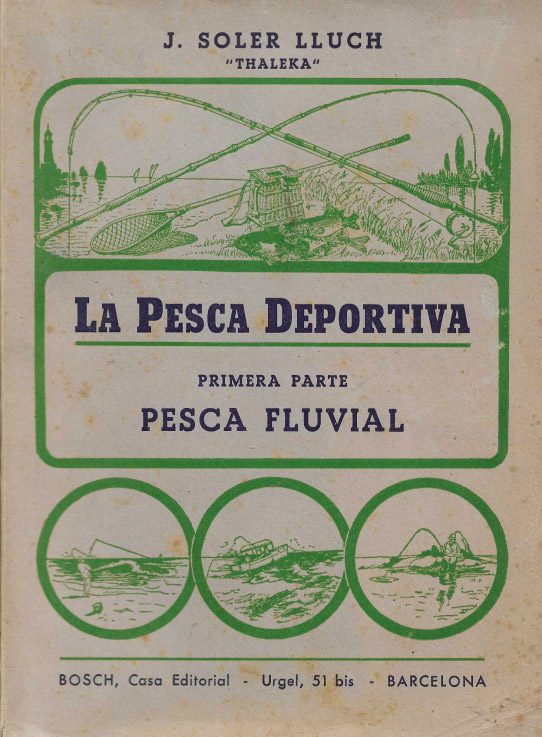 J. SOLER LLUCH
"THALEKA"
LA PESCA DEPORTIVA
PRIMERA PARTE
PESCA FLUVIAL
BOSCH, Casa Editorial - Urgel, 51 bis - BARCELONA